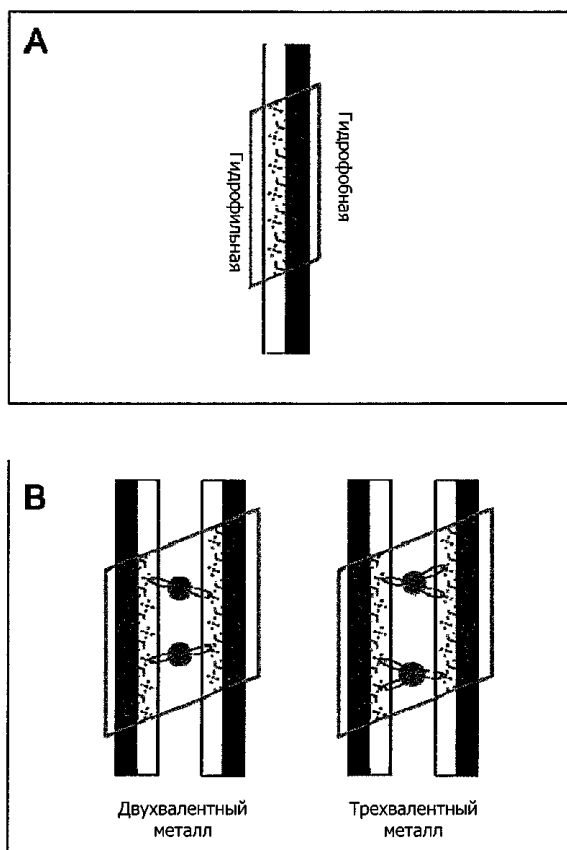 A
Гидрофильная
Гидрофобная
B
Двухвалентный
металл
Трехвалентный
металл